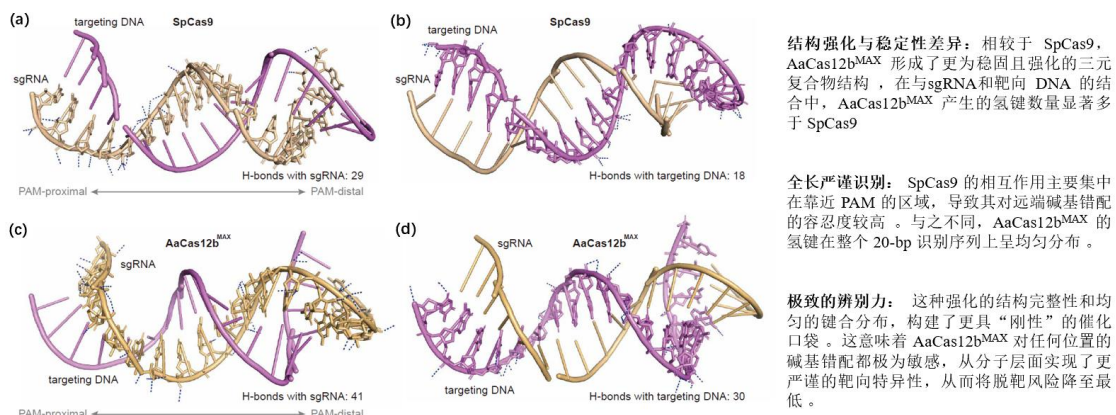 (a)
targeting DNA
SpCas9
sgRNA
H-bonds with sgRNA: 29
PAM-proximal
PAM-distal
(b)
SpCas9
targeting DNA
sgRNA
H-bonds with targeting DNA: 18
(c)
AaCas12bMAX
sgRNA
targeting DNA
H-bonds with sgRNA: 41
PAM-proximal
PAM-distal
(d)
sgRNA
AaCas12bMAX
targeting DNA
H-bonds with targeting DNA: 30
结构强化与稳定性差异：相较于 SpCas9，
AaCas12bMAX 形成了更为稳固且强化的三元
复合物结构 ，在与sgRNA和靶向 DNA 的结
合中，AaCas12bMAX 产生的氢键数量显著多
于 SpCas9
全长严谨识别： SpCas9 的相互作用主要集中
在靠近 PAM 的区域，导致其对远端碱基错配
的容忍度较高 。与之不同，AaCas12bMAX 的
氢键在整个 20-bp 识别序列上呈均匀分布 。
极致的辨别力： 这种强化的结构完整性和均
匀的键合分布，构建了更具“刚性”的催化
口袋 。这意味着 AaCas12bMAX 对任何位置的
碱基错配都极为敏感，从分子层面实现了更
严谨的靶向特异性，从而将脱靶风险降至最
低 。